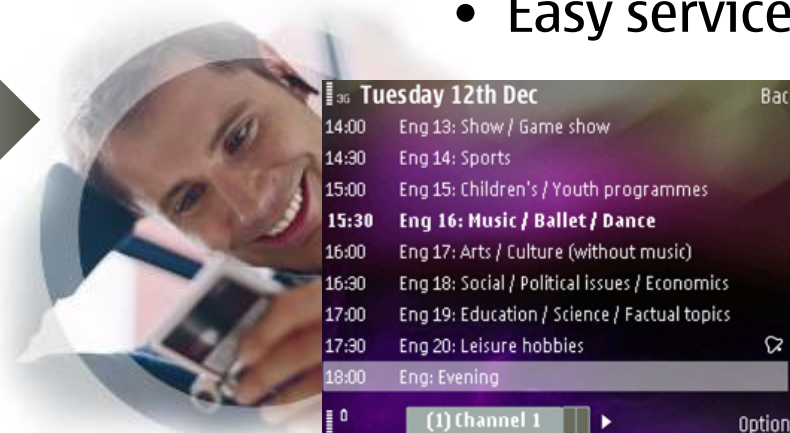 • Easy service
3G Tuesday 12th Dec Bac
14:00 Eng 13: Show / Game show
14:30 Eng 14: Sports
15:00 Eng 15: Children's / Youth programmes
15:30 Eng 16: Music / Ballet / Dance
16:00 Eng 17: Arts / Culture (without music)
16:30 Eng 18: Social / Political issues / Economics
17:00 Eng 19: Education / Science / Factual topics
17:30 Eng 20: Leisure hobbies
18:00 Eng: Evening
(1) Channel 1 Option